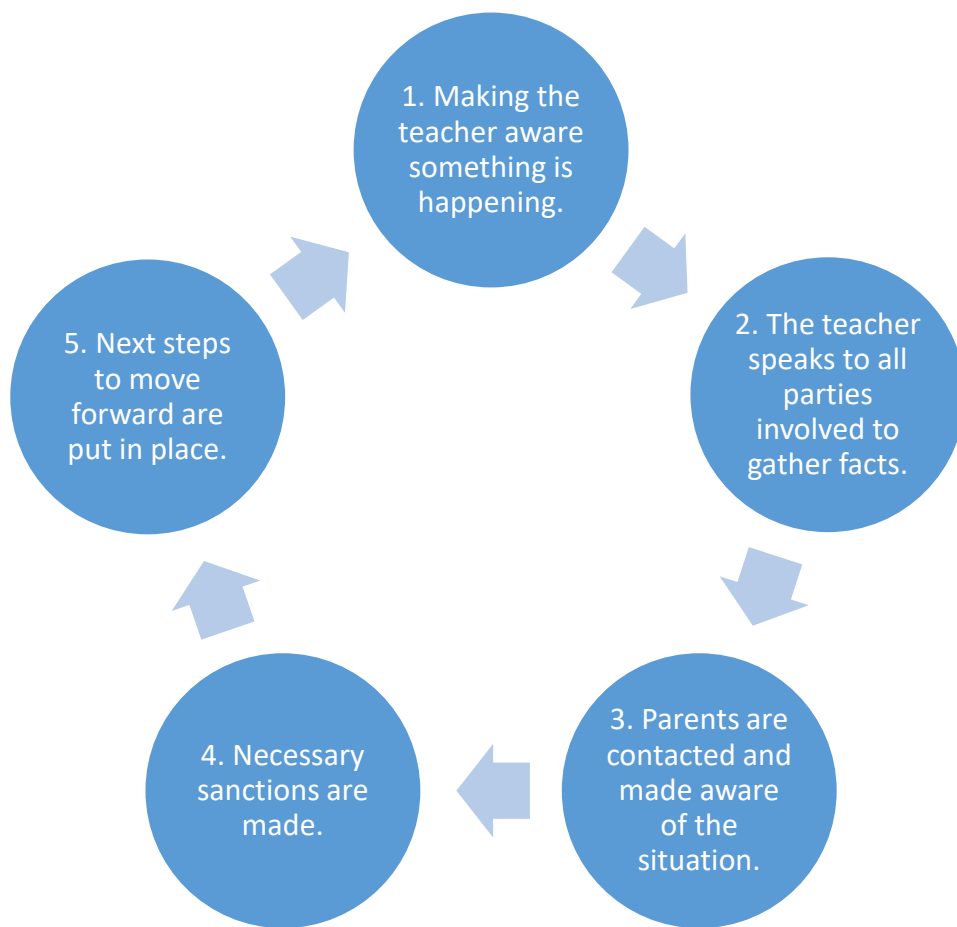 1. Making the
teacher aware
something is
happening.
2. The teacher
speaks to all
parties
involved to
gather facts.
3. Parents are
contacted and
made aware
of the
situation.
4. Necessary
sanctions are
made.
5. Next steps
to move
forward are
put in place.